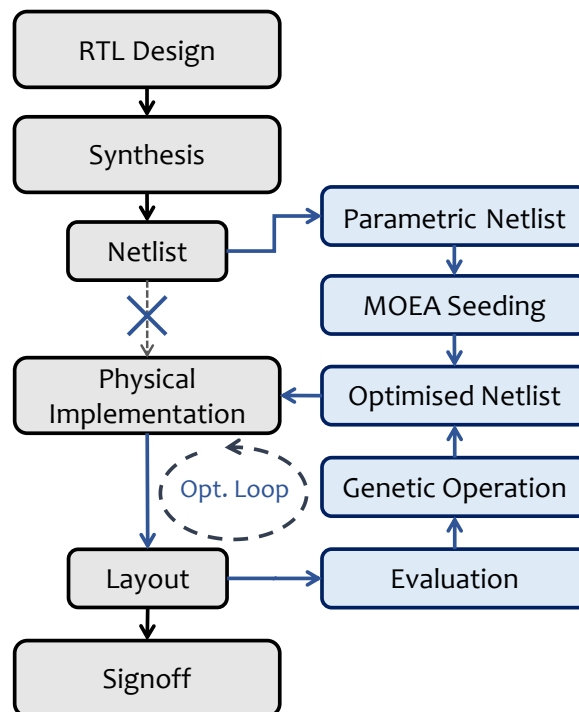 RTL Design
Synthesis
Netlist
Parametric Netlist
MOEA Seeding
Physical
Implementation
Optimised Netlist
Opt. Loop
Genetic Operation
Layout
Evaluation
Signoff